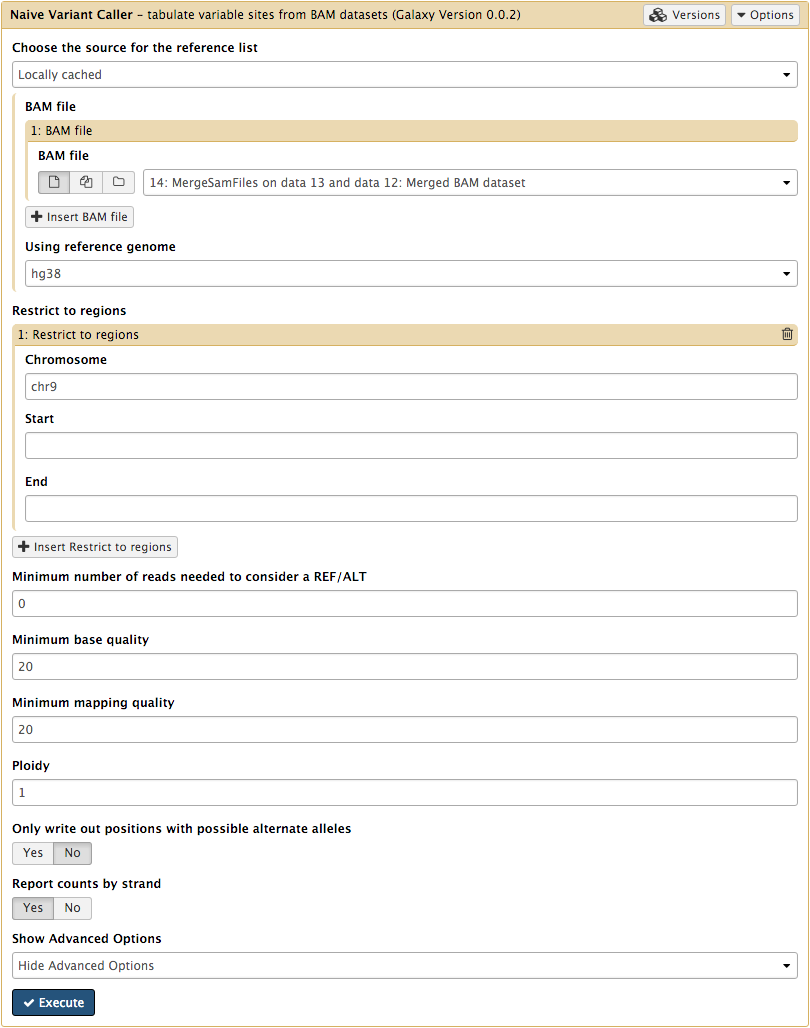 Naive Variant Caller - tabulate variable sites from BAM datasets (Galaxy Version 0.0.2) Versions Options
Choose the source for the reference list
Locally cached
BAM file
1: BAM file
BAM file
14: MergeSamFiles on data 13 and data 12: Merged BAM dataset
Insert BAM file
Using reference genome
hg38
Restrict to regions
1: Restrict to regions
Chromosome
chr9
Start
End
Insert Restrict to regions
Minimum number of reads needed to consider a REF/ALT
0
Minimum base quality
20
Minimum mapping quality
20
Ploidy
1
Only write out positions with possible alternate alleles
Yes No
Report counts by strand
Yes No
Show Advanced Options
Hide Advanced Options
Execute